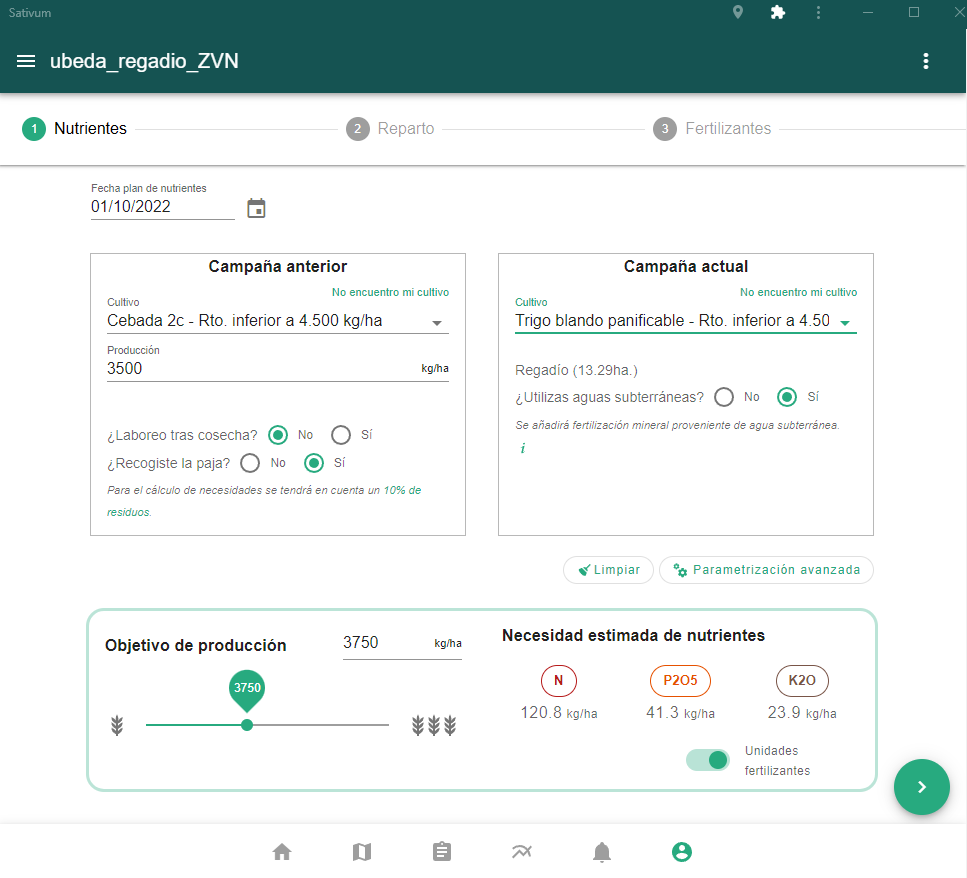 Sativum
ubeda_regadio_ZVN
1 Nutrientes
2 Reparto
3 Fertilizantes
Fecha plan de nutrientes
01/10/2022
Campaña anterior
No encuentro mi cultivo
Cultivo
Cebada 2c - Rto. inferior a 4.500 kg/ha
Producción
3500 kg/ha
¿Laboreo tras cosecha? No Sí
¿Recogiste la paja? No Sí
Para el cálculo de necesidades se tendrá en cuenta un 10% de
residuos.
Campaña actual
No encuentro mi cultivo
Cultivo
Trigo blando panificable - Rto. inferior a 4.50
Regadío (13.29ha.)
¿Utilizas aguas subterráneas? No Sí
Se añadirá fertilización mineral proveniente de agua subterránea.
i
Limpiar
Parametrización avanzada
Objetivo de producción
3750 kg/ha
3750
Necesidad estimada de nutrientes
N P2O5 K2O
120.8 kg/ha 41.3 kg/ha 23.9 kg/ha
Unidades
fertilizantes